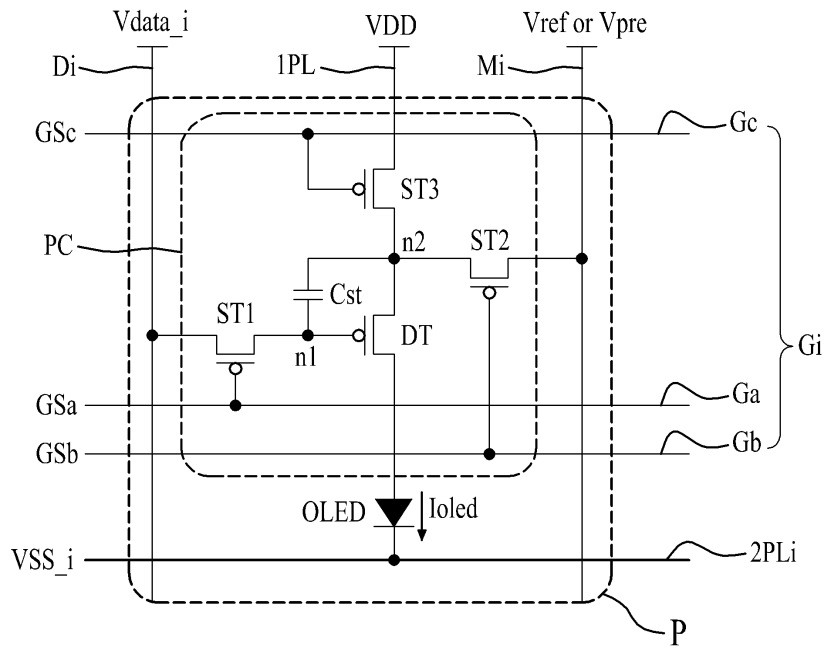 Vdata_i
VDD
Vref or Vpre
Di
1PL
Mi
GSc
Gc
ST3
PC
n2
ST2
Cst
ST1
DT
n1
Gi
GSa
Ga
GSb
Gb
OLED
Ioled
VSS_i
2PLi
P